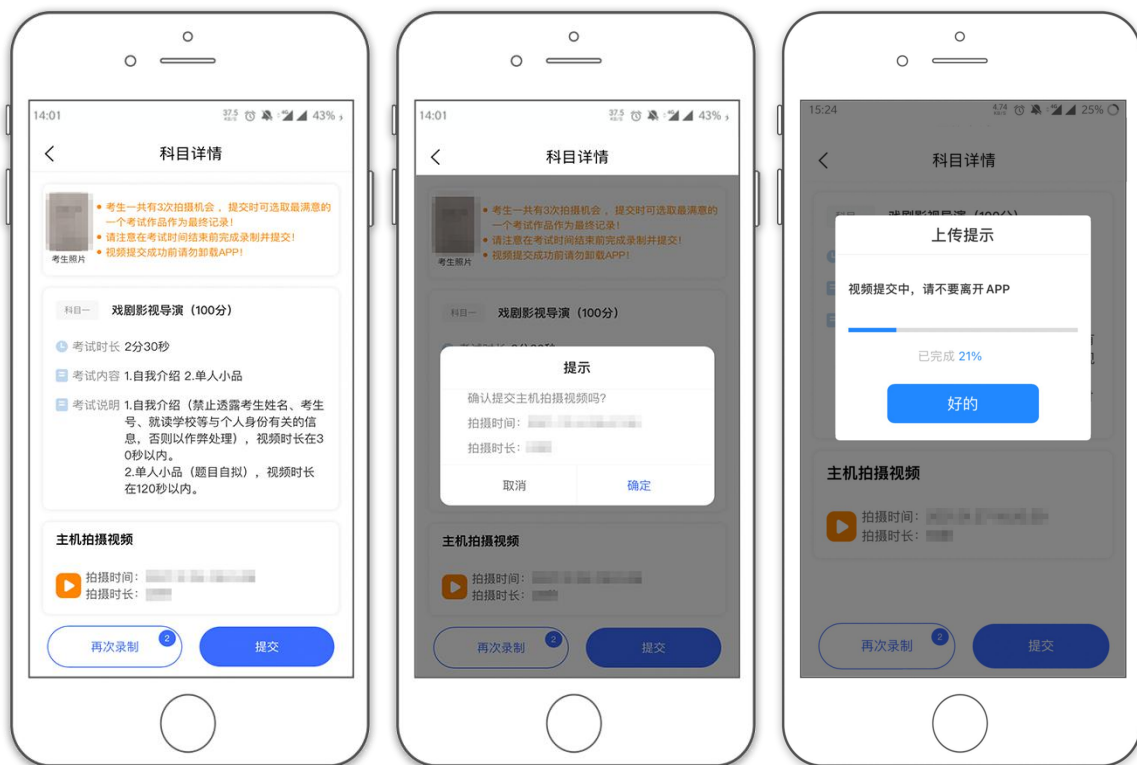 14:01
37.5 KB/S 4G 43%
科目详情
• 考生一共有3次拍摄机会，提交时可选取最满意的
一个考试作品作为最终记录！
• 请注意在考试时间结束前完成录制并提交！
• 视频提交成功前请勿卸载APP！
考生照片
科目一 戏剧影视导演（100分）
考试时长 2分30秒
考试内容 1.自我介绍 2.单人小品
考试说明 1.自我介绍（禁止透露考生姓名、考生
号、就读学校等与个人身份有关的信
息，否则以作弊处理），视频时长在3
0秒以内。
2.单人小品（题目自拟），视频时长
在120秒以内。
主机拍摄视频
拍摄时间：
拍摄时长：
再次录制 2
提交
14:01
37.5 KB/S 4G 43%
科目详情
• 考生一共有3次拍摄机会，提交时可选取最满意的
一个考试作品作为最终记录！
• 请注意在考试时间结束前完成录制并提交！
• 视频提交成功前请勿卸载APP！
考生照片
科目一 戏剧影视导演（100分）
提示
确认提交主机拍摄视频吗?
拍摄时间：
拍摄时长：
取消 确定
主机拍摄视频
拍摄时间：
拍摄时长：
再次录制 2
提交
15:24
4.74 KB/S 4G 25%
科目详情
上传提示
视频提交中，请不要离开APP
已完成 21%
好的
主机拍摄视频
拍摄时间：
拍摄时长：
再次录制 2
提交